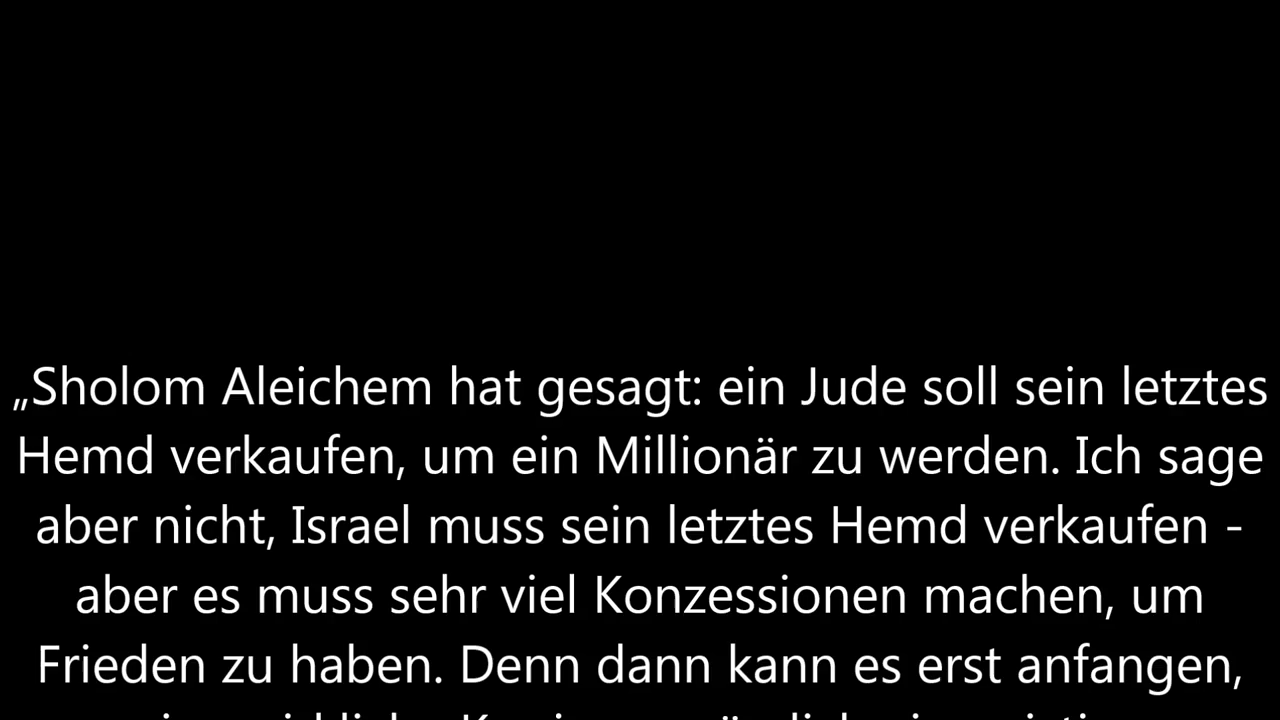 „Sholom Aleichem hat gesagt: ein Jude soll sein letztes
Hemd verkaufen, um ein Millionär zu werden. Ich sage
aber nicht, Israel muss sein letztes Hemd verkaufen -
aber es muss sehr viel Konzessionen machen, um
Frieden zu haben. Denn dann kann es erst anfangen,